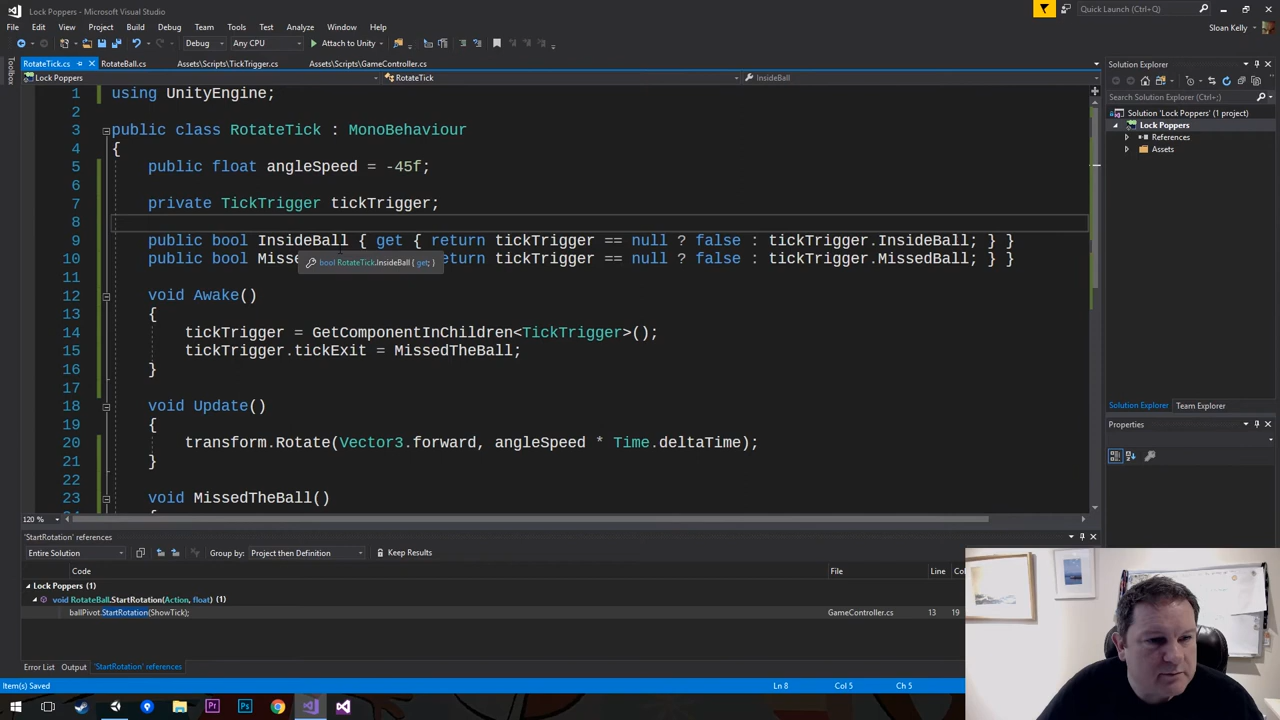 Lock Poppers - Microsoft Visual Studio
Quick Launch (Ctrl+;)
File Edit View Project Build Debug Team Tools Test Analyze Window Help
Sloan Kelly
Debug Any CPU Attach to Unity
RotateTick.cs RotateBall.cs Assets\Scripts\TickTrigger.cs Assets\Scripts\GameController.cs
Toolbox
Lock Poppers RotateTick InsideBall
1 using UnityEngine;
2
3 public class RotateTick : MonoBehaviour
4 {
5 public float angleSpeed = -45f;
6
7 private TickTrigger tickTrigger;
8
9 public bool InsideBall { get { return tickTrigger == null ? false : tickTrigger.InsideBall; } }
10 public bool Misse return tickTrigger == null ? false : tickTrigger.MissedBall; } }
bool RotateTick.InsideBall { get; }
11
12 void Awake()
13 {
14 tickTrigger = GetComponentInChildren<TickTrigger>();
15 tickTrigger.tickExit = MissedTheBall;
16 }
17
18 void Update()
19 {
20 transform.Rotate(Vector3.forward, angleSpeed * Time.deltaTime);
21 }
22
23 void MissedTheBall()
120 %
Solution Explorer
Search Solution Explorer (Ctrl+;)
Solution 'Lock Poppers' (1 project)
Lock Poppers
References
Assets
Solution Explorer Team Explorer
Properties
'StartRotation' references
Entire Solution Group by: Project then Definition Keep Results
Code File Line Co
Lock Poppers (1)
void RotateBall.StartRotation(Action, float) (1)
ballPivot.StartRotation(ShowTick); GameController.cs 13 19
Error List Output 'StartRotation' references
Item(s) Saved Ln 8 Col 5 Ch 5